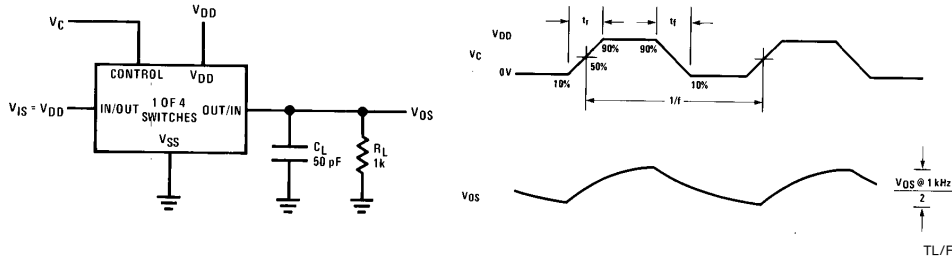 VC
VDD
CONTROL
VDD
VIS = VDD
IN/OUT
1 OF 4
SWITCHES
OUT/IN
VOS
VSS
CL
50 pF
RL
1k
tr
tf
VDD
VC
0V
90%
90%
50%
10%
10%
1/f
VOS
VOS @ 1 kHz
2
TL/F